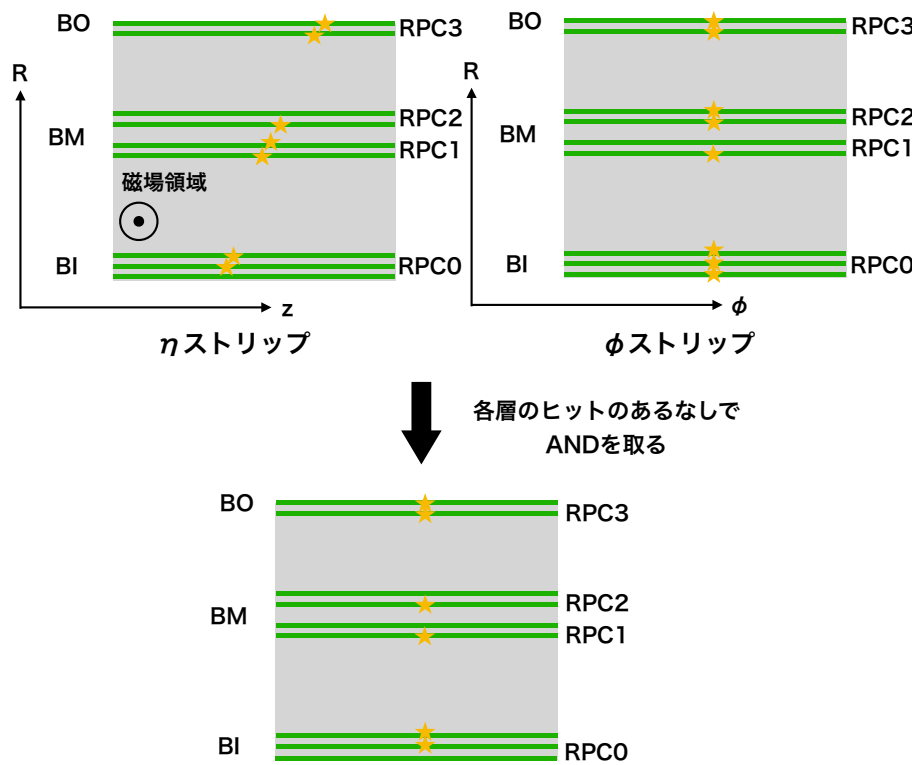 BO
RPC3
R
RPC2
BM
RPC1
磁場領域
BI
RPC0
z
ηストリップ
BO
RPC3
R
RPC2
BM
RPC1
BI
RPC0
φ
φストリップ
各層のヒットのあるなしで
ANDを取る
BO
RPC3
RPC2
BM
RPC1
BI
RPC0